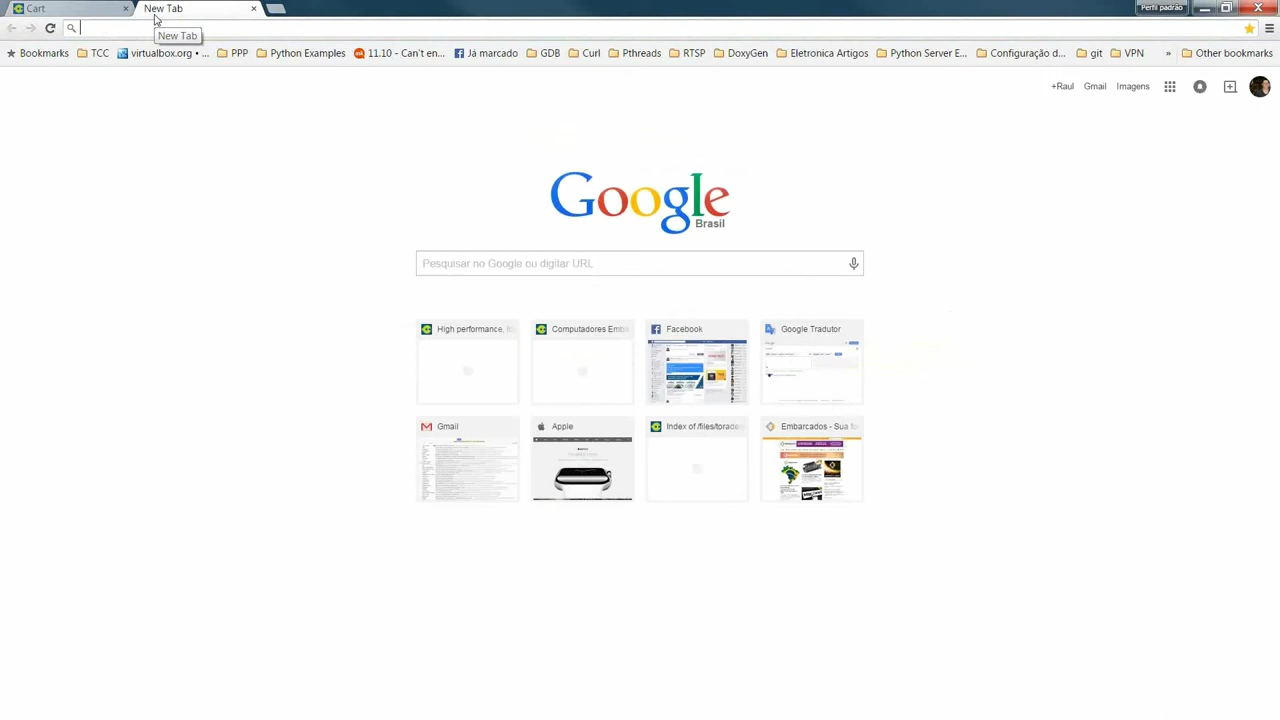 Cart
New Tab
Perfil padrão
New Tab
Bookmarks
TCC
virtualbox.org • ...
PPP
Python Examples
11.10 - Can't en...
Já marcado
GDB
Curl
Pthreads
RTSP
DoxyGen
Eletronica Artigos
Python Server E...
Configuração d...
git
VPN
»
Other bookmarks
+Raul
Gmail
Imagens
Google
Brasil
Pesquisar no Google ou digitar URL
High performance, 
Computadores Emb
Facebook
Google Tradutor
Gmail
Apple
Index of /files/torade
Embarcados - Sua fo